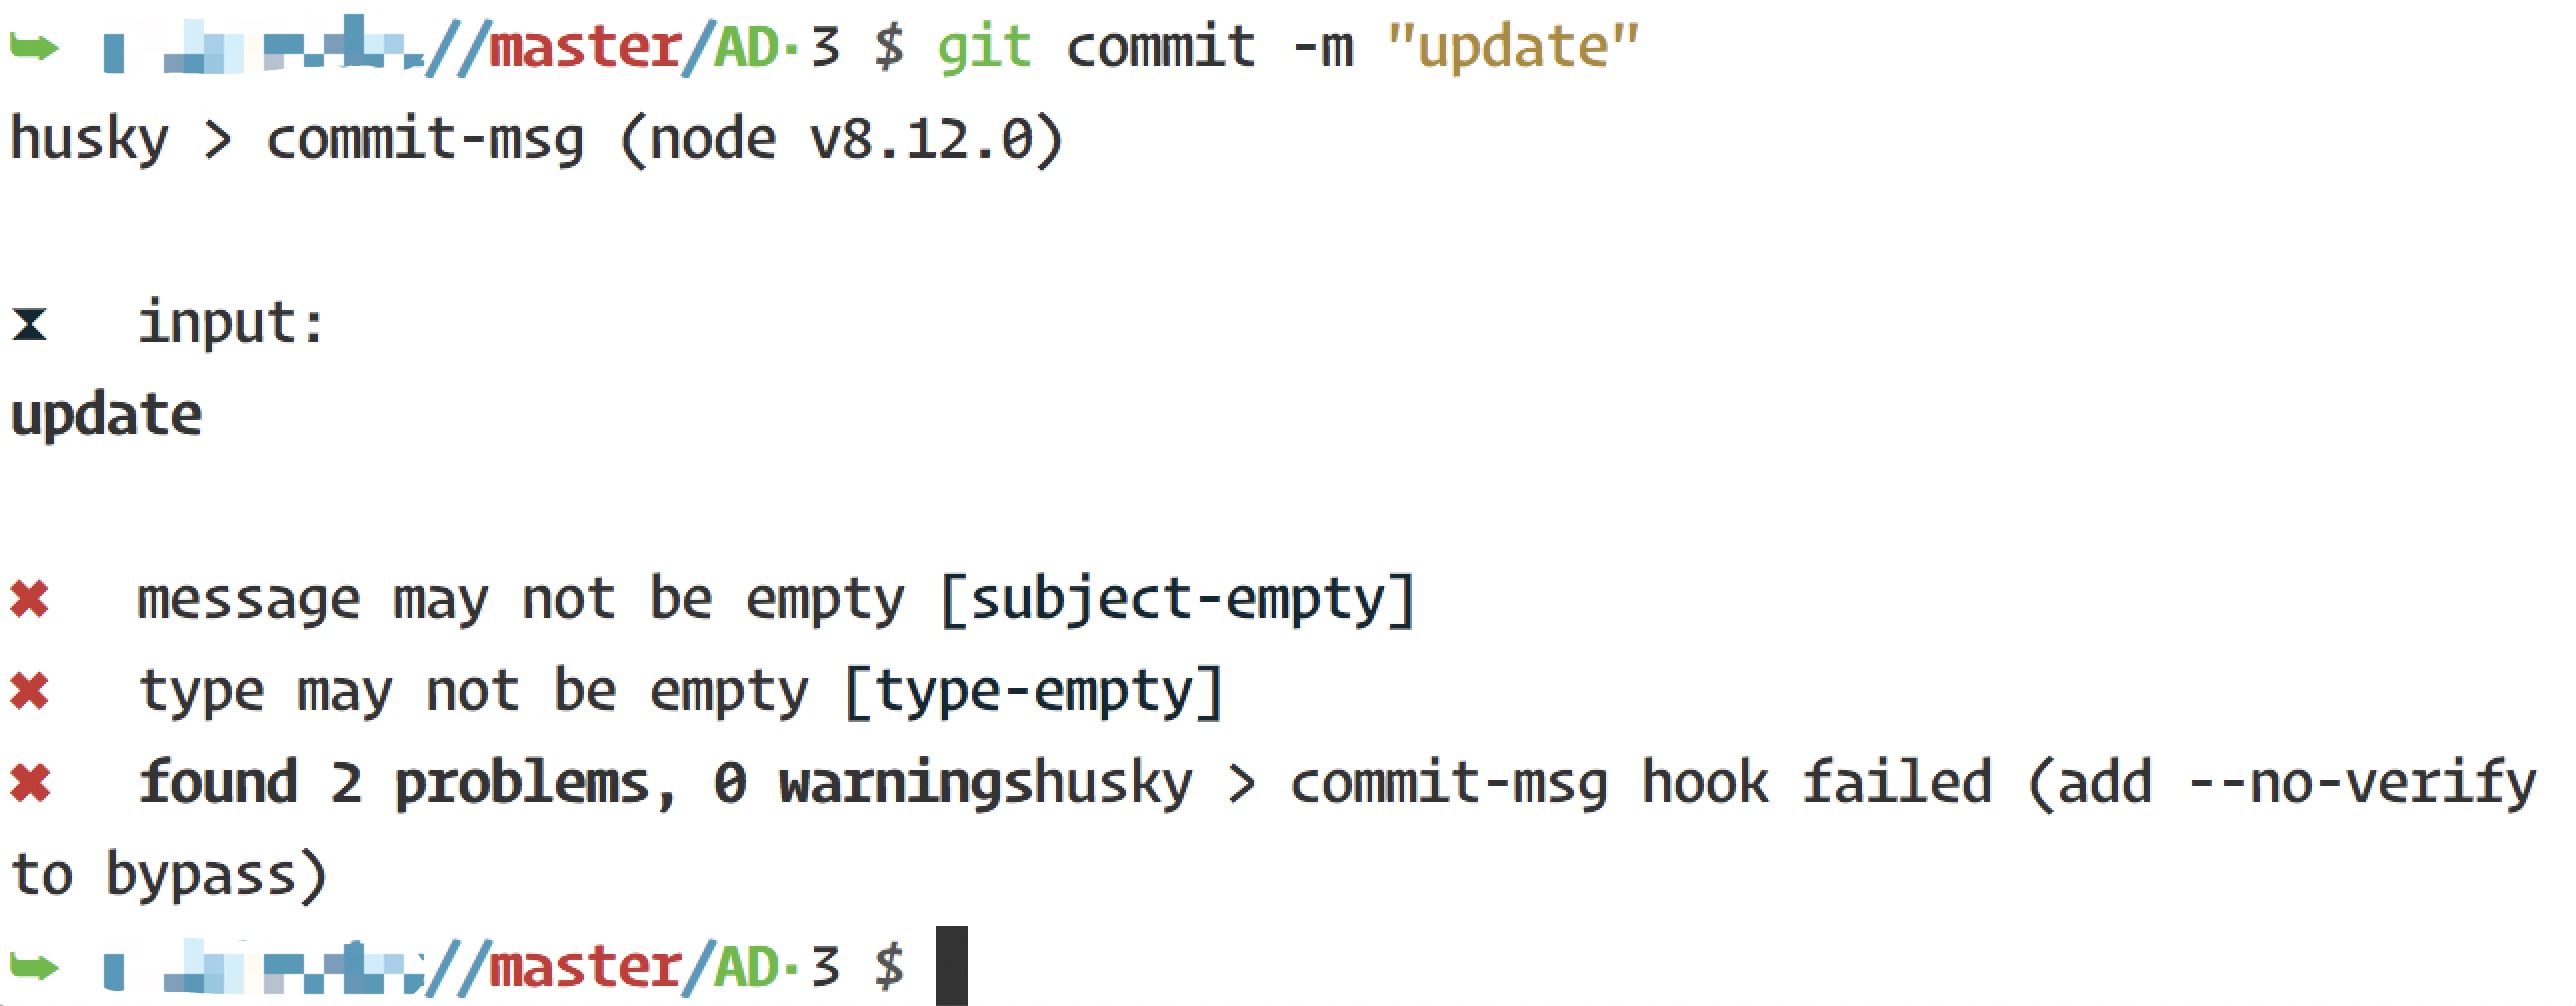 //master/AD·3 $ git commit -m "update"
husky > commit-msg (node v8.12.0)
⧗ input:
update
✖ message may not be empty [subject-empty]
✖ type may not be empty [type-empty]
✖ found 2 problems, 0 warningshusky > commit-msg hook failed (add --no-verify
to bypass)
//master/AD·3 $